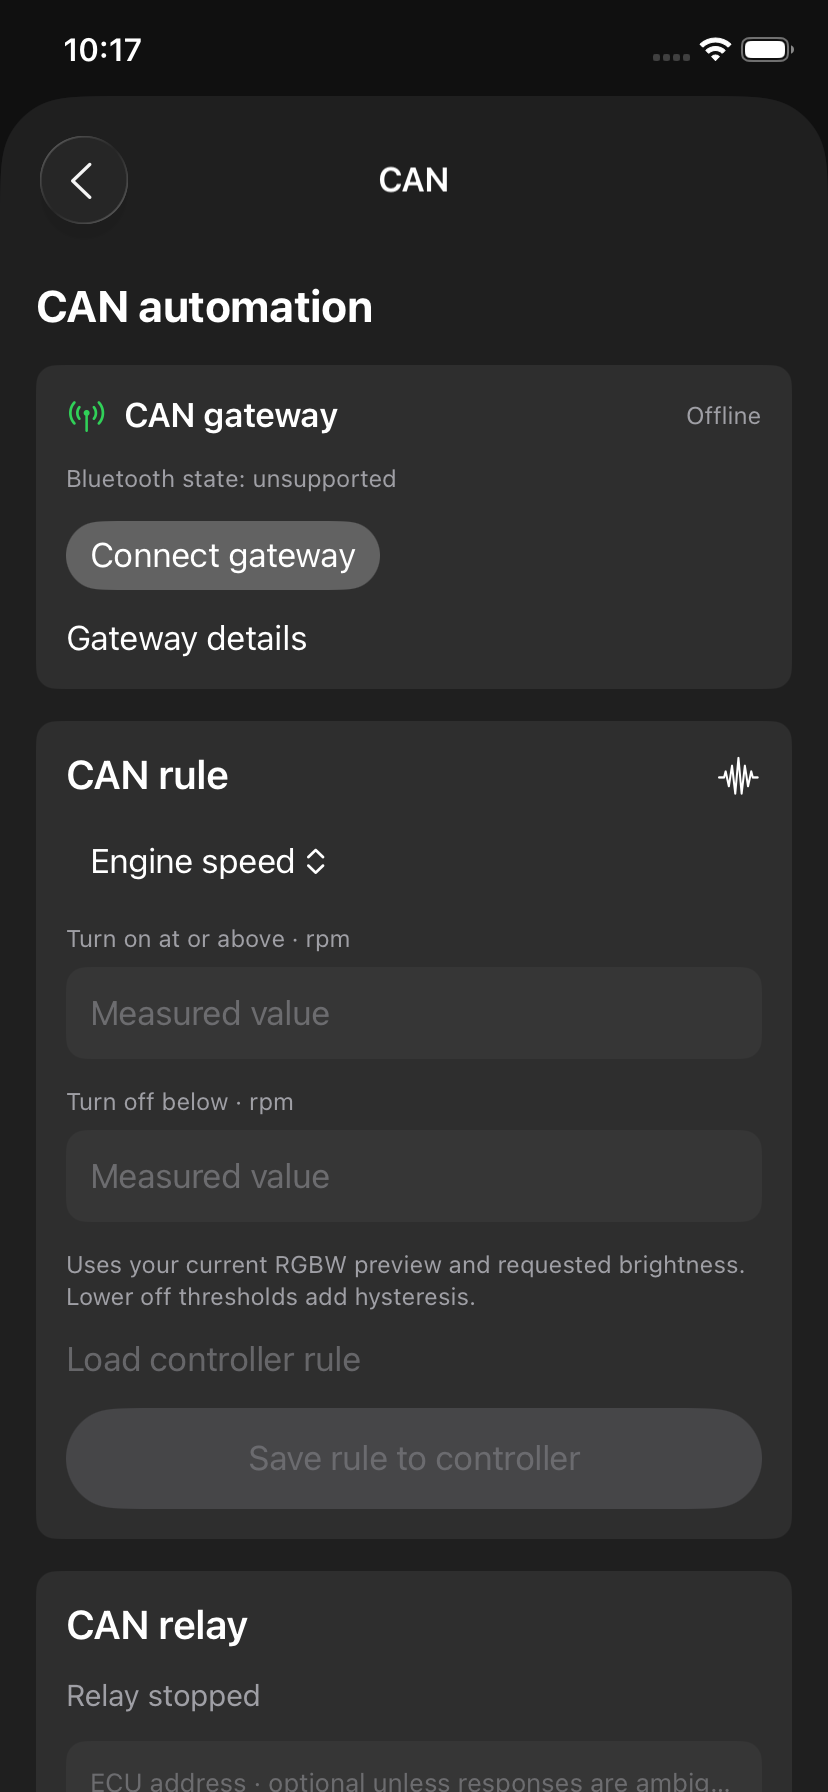 10:17
CAN
CAN automation
CAN gateway
Offline
Bluetooth state: unsupported
Connect gateway
Gateway details
CAN rule
Engine speed
Turn on at or above · rpm
Measured value
Turn off below · rpm
Measured value
Uses your current RGBW preview and requested brightness.
Lower off thresholds add hysteresis.
Load controller rule
Save rule to controller
CAN relay
Relay stopped
ECU address · optional unless responses are ambig...